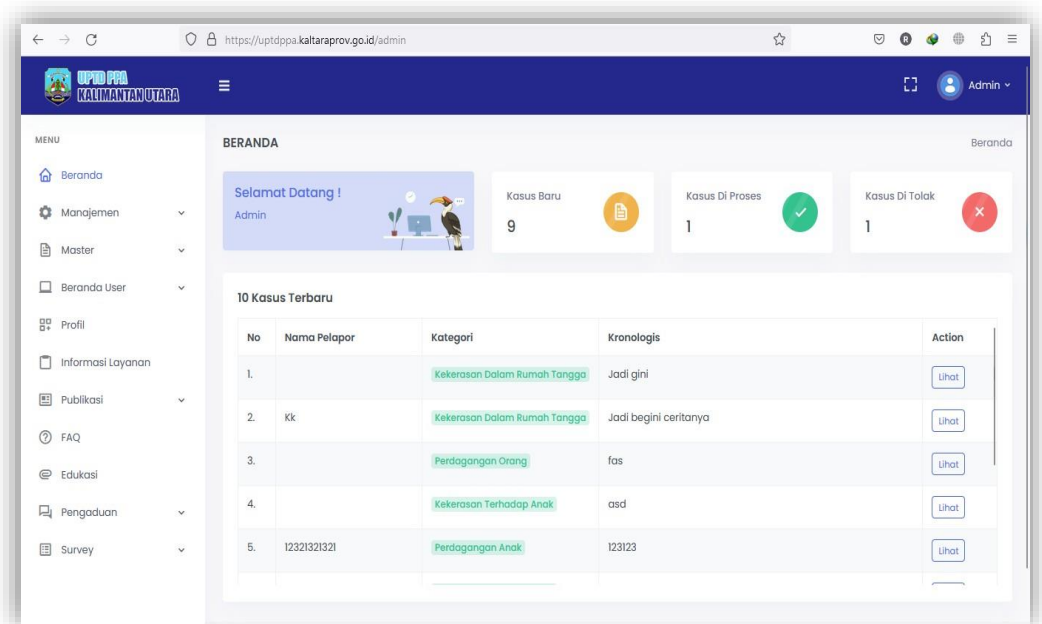 https://uptdppa.kaltaraprov.go.id/admin
UPTD PPA
KALIMANTAN UTARA
Admin
MENU
Beranda
Manajemen
Master
Beranda User
Profil
Informasi Layanan
Publikasi
FAQ
Edukasi
Pengaduan
Survey
BERANDA
Beranda
Selamat Datang !
Admin
Kasus Baru
9
Kasus Di Proses
1
Kasus Di Tolak
1
10 Kasus Terbaru
No Nama Pelapor Kategori Kronologis Action
1. Kekerasan Dalam Rumah Tangga Jadi gini Lihat
2. Kk Kekerasan Dalam Rumah Tangga Jadi begini ceritanya Lihat
3. Perdagangan Orang fas Lihat
4. Kekerasan Terhadap Anak asd Lihat
5. 12321321321 Perdagangan Anak 123123 Lihat